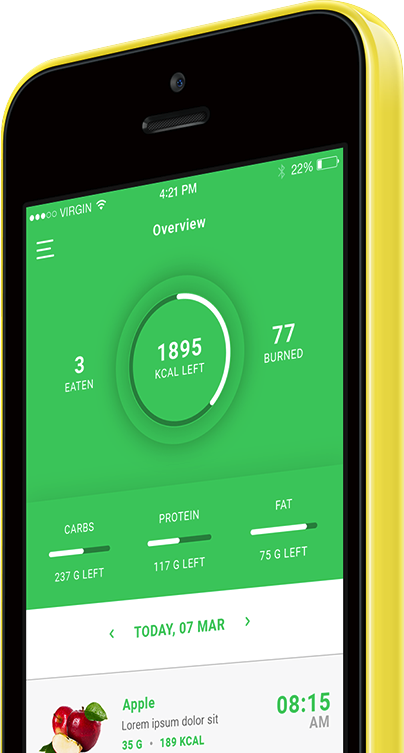 VIRGIN
4:21 PM
22%
Overview
3
EATEN
1895
KCAL LEFT
77
BURNED
CARBS
237 G LEFT
PROTEIN
117 G LEFT
FAT
75 G LEFT
TODAY, 07 MAR
Apple
Lorem ipsum dolor sit
35 G • 189 KCAL
08:15
AM